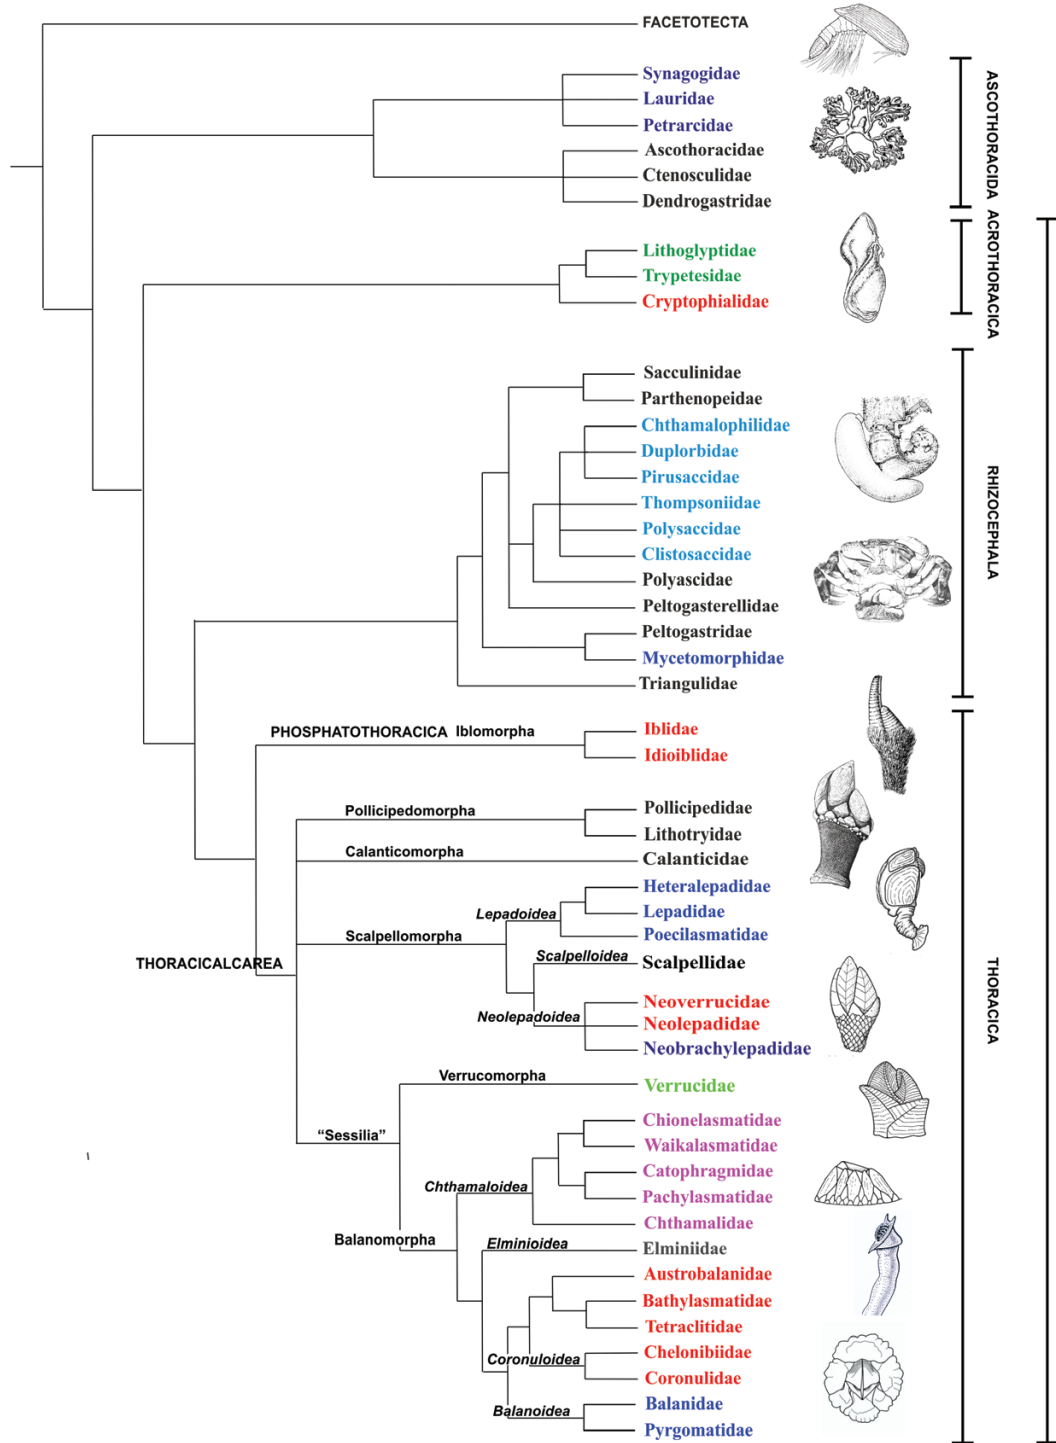 FACETOTECTA
Synagogidae
Lauridae
Petrarcidae
Ascothoracidae
Ctenosculidae
Dendrogastridae
ASCOTHORACIDA
Lithoglyptidae
Trypetesidae
Cryptophialidae
ACROTHORACICA
Sacculinidae
Parthenopeidae
Chthamalophilidae
Duplorbidae
Pirusaccidae
Thompsoniidae
Polysaccidae
Clistosaccidae
Polyascidae
Peltogasterellidae
Peltogastridae
Mycetomorphidae
Triangulidae
RHIZOCEPHALA
PHOSPHATOTHORACICA Iblomorpha
Iblidae
Idioiblidae
Pollicipedomorpha
Pollicipedidae
Lithotryidae
Calanticomorpha
Calanticidae
Heteralepadidae
Lepadoidea
Lepadidae
Scalpellomorpha
Poecilasmatidae
THORACICALCAREA
Scalpelloidea
Scalpellidae
Neoverrucidae
Neolepadoidea
Neolepadidae
Neobrachylepadidae
THORACICA
Verrucomorpha
Verrucidae
"Sessilia"
Chionelasmatidae
Waikalasmatidae
Catophragmidae
Chthamaloidea
Pachylasmatidae
Chthamalidae
Balanomorpha
Elminioidea
Elminiidae
Austrobalanidae
Bathylasmatidae
Tetraclitidae
Coronuloidea
Chelonibiidae
Coronulidae
Balanoidea
Balanidae
Pyrgomatidae